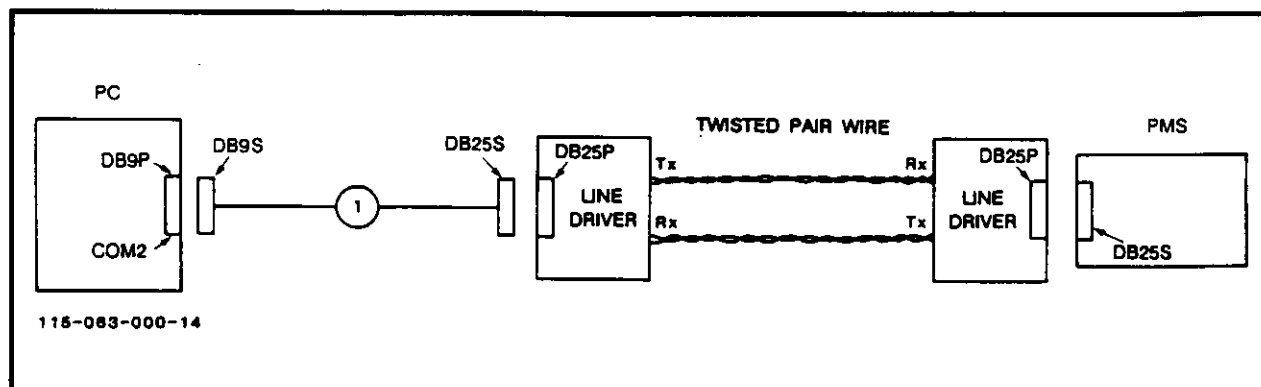 PC
DB9P
DB9S
COM2
1
DB25S
DB25P
LINE
DRIVER
TWISTED PAIR WIRE
Tx
Rx
Rx
Tx
DB25P
LINE
DRIVER
PMS
DB25S
115-063-000-14